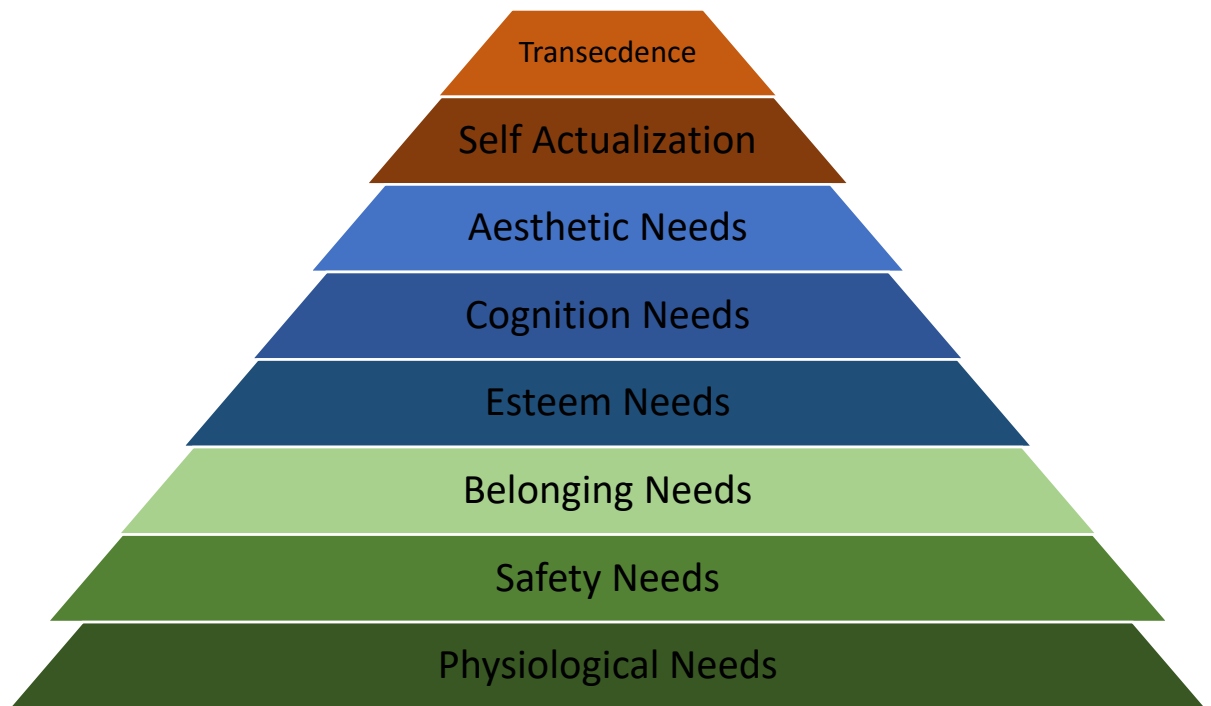 Transecdence
Self Actualization
Aesthetic Needs
Cognition Needs
Esteem Needs
Belonging Needs
Safety Needs
Physiological Needs